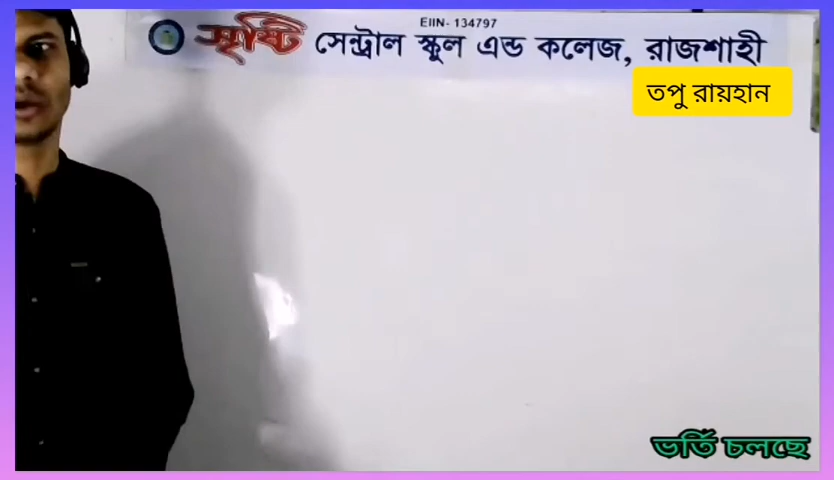 EIIN- 134797
সৃষ্টি সেন্ট্রাল স্কুল এন্ড কলেজ, রাজশাহী
তপু রায়হান
ভর্তি চলছে